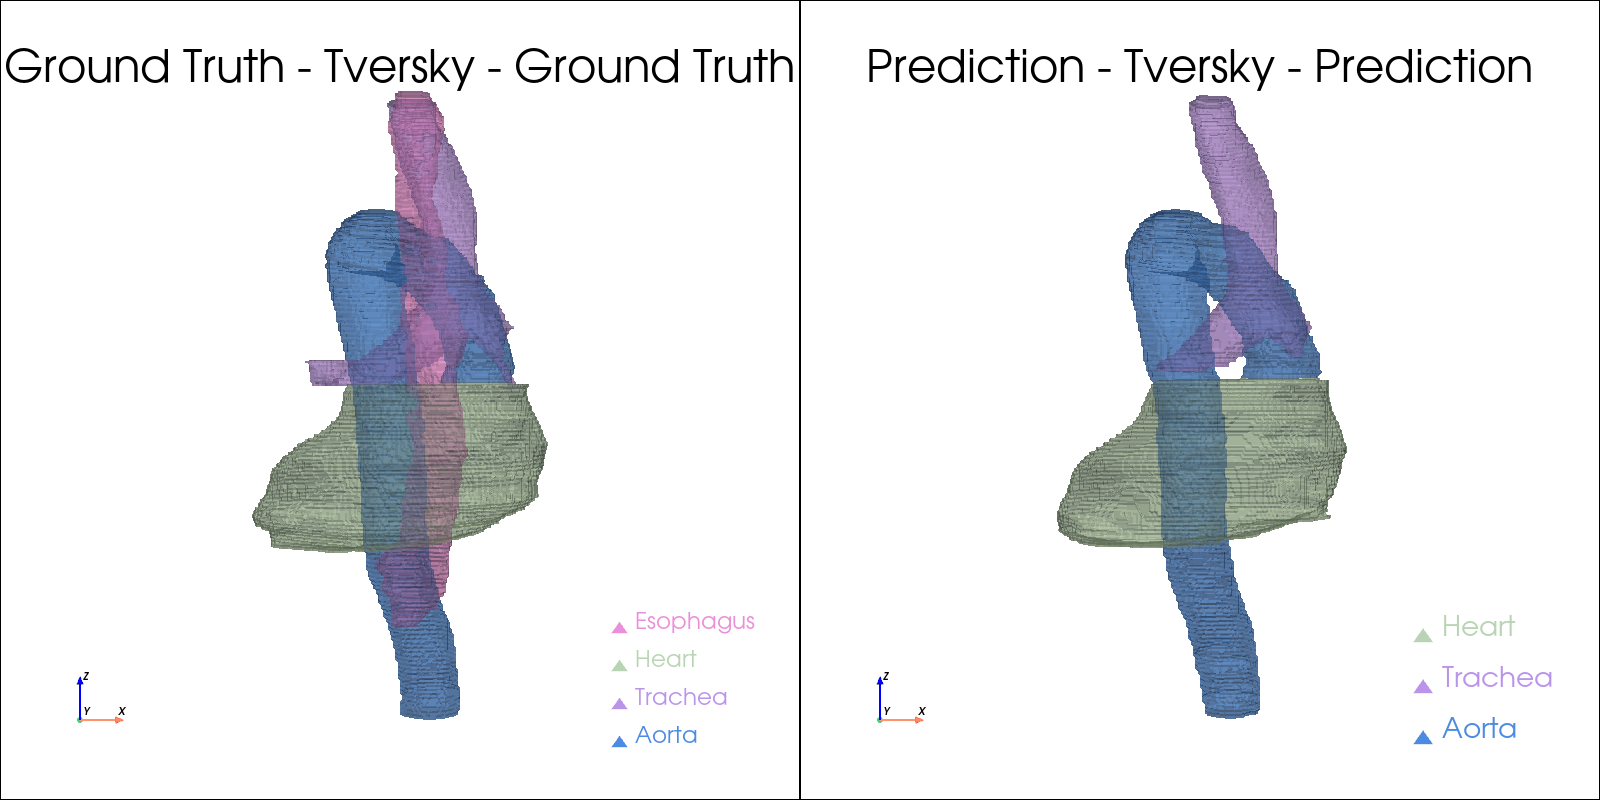 Ground Truth - Tversky - Ground Truth
Esophagus
Heart
Trachea
Aorta
Z
Y
X
Prediction - Tversky - Prediction
Heart
Trachea
Aorta
Z
Y
X